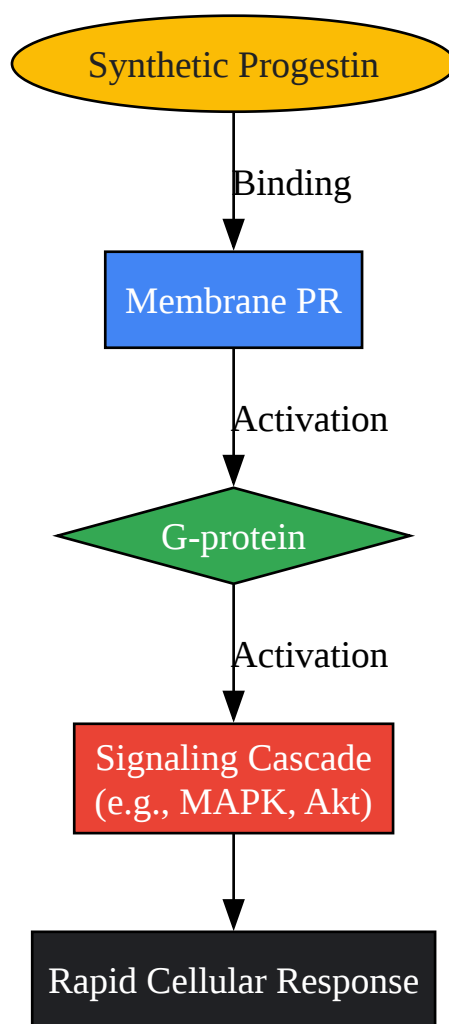 Synthetic Progestin
Binding
Membrane PR
Activation
G-protein
Activation
Signaling Cascade
(e.g., MAPK, Akt)
Rapid Cellular Response